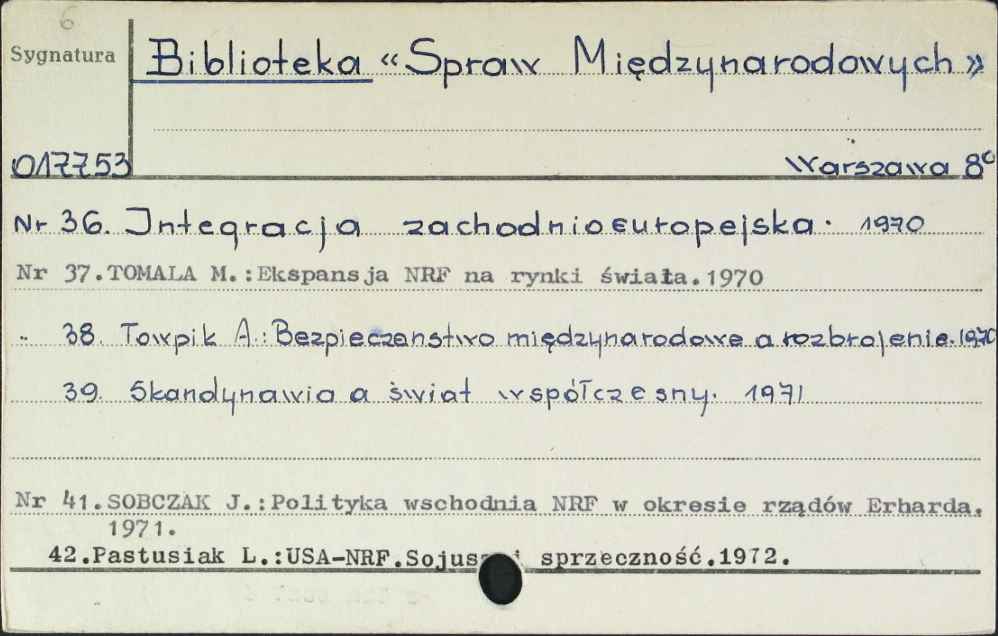 6
Sygnatura
Biblioteka «Spraw Międzynarodowych»
017753
Warszawa 8°
Nr 36. Integracja zachodnioeuropejska. 1970
Nr 37.TOMALA M.:Ekspansja NRF na rynki świata.1970
„ 38. Towpik A.: Bezpieczenstwo międzynarodowe a rozbrojenie. 1970
39. Skandynawia a świat współczesny. 1971
Nr 41.SOBCZAK J.:Polityka wschodnia NRF w okresie rządów Erharda.
1971.
42.Pastusiak L.:USA-NRF. sprzeczność.1972.